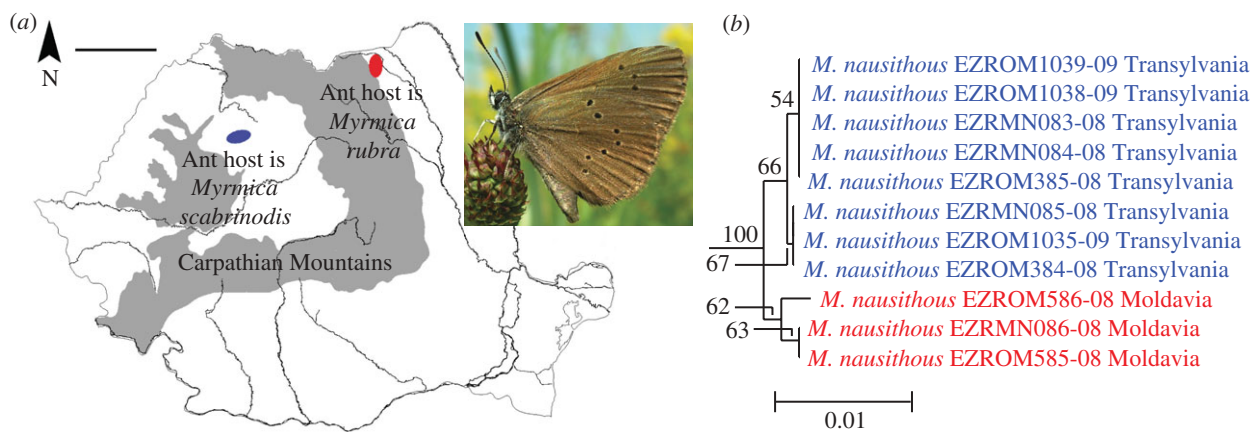 (a)
N
Ant host is
Myrmica
rubra
Ant host is
Myrmica
scabrinodis
Carpathian Mountains
(b)
M. nausithous EZROM1039-09 Transylvania
M. nausithous EZROM1038-09 Transylvania
54
M. nausithous EZRMN083-08 Transylvania
M. nausithous EZRMN084-08 Transylvania
66
M. nausithous EZROM385-08 Transylvania
M. nausithous EZRMN085-08 Transylvania
100
M. nausithous EZROM1035-09 Transylvania
67
M. nausithous EZROM384-08 Transylvania
62
M. nausithous EZROM586-08 Moldavia
63
M. nausithous EZRMN086-08 Moldavia
M. nausithous EZROM585-08 Moldavia
0.01